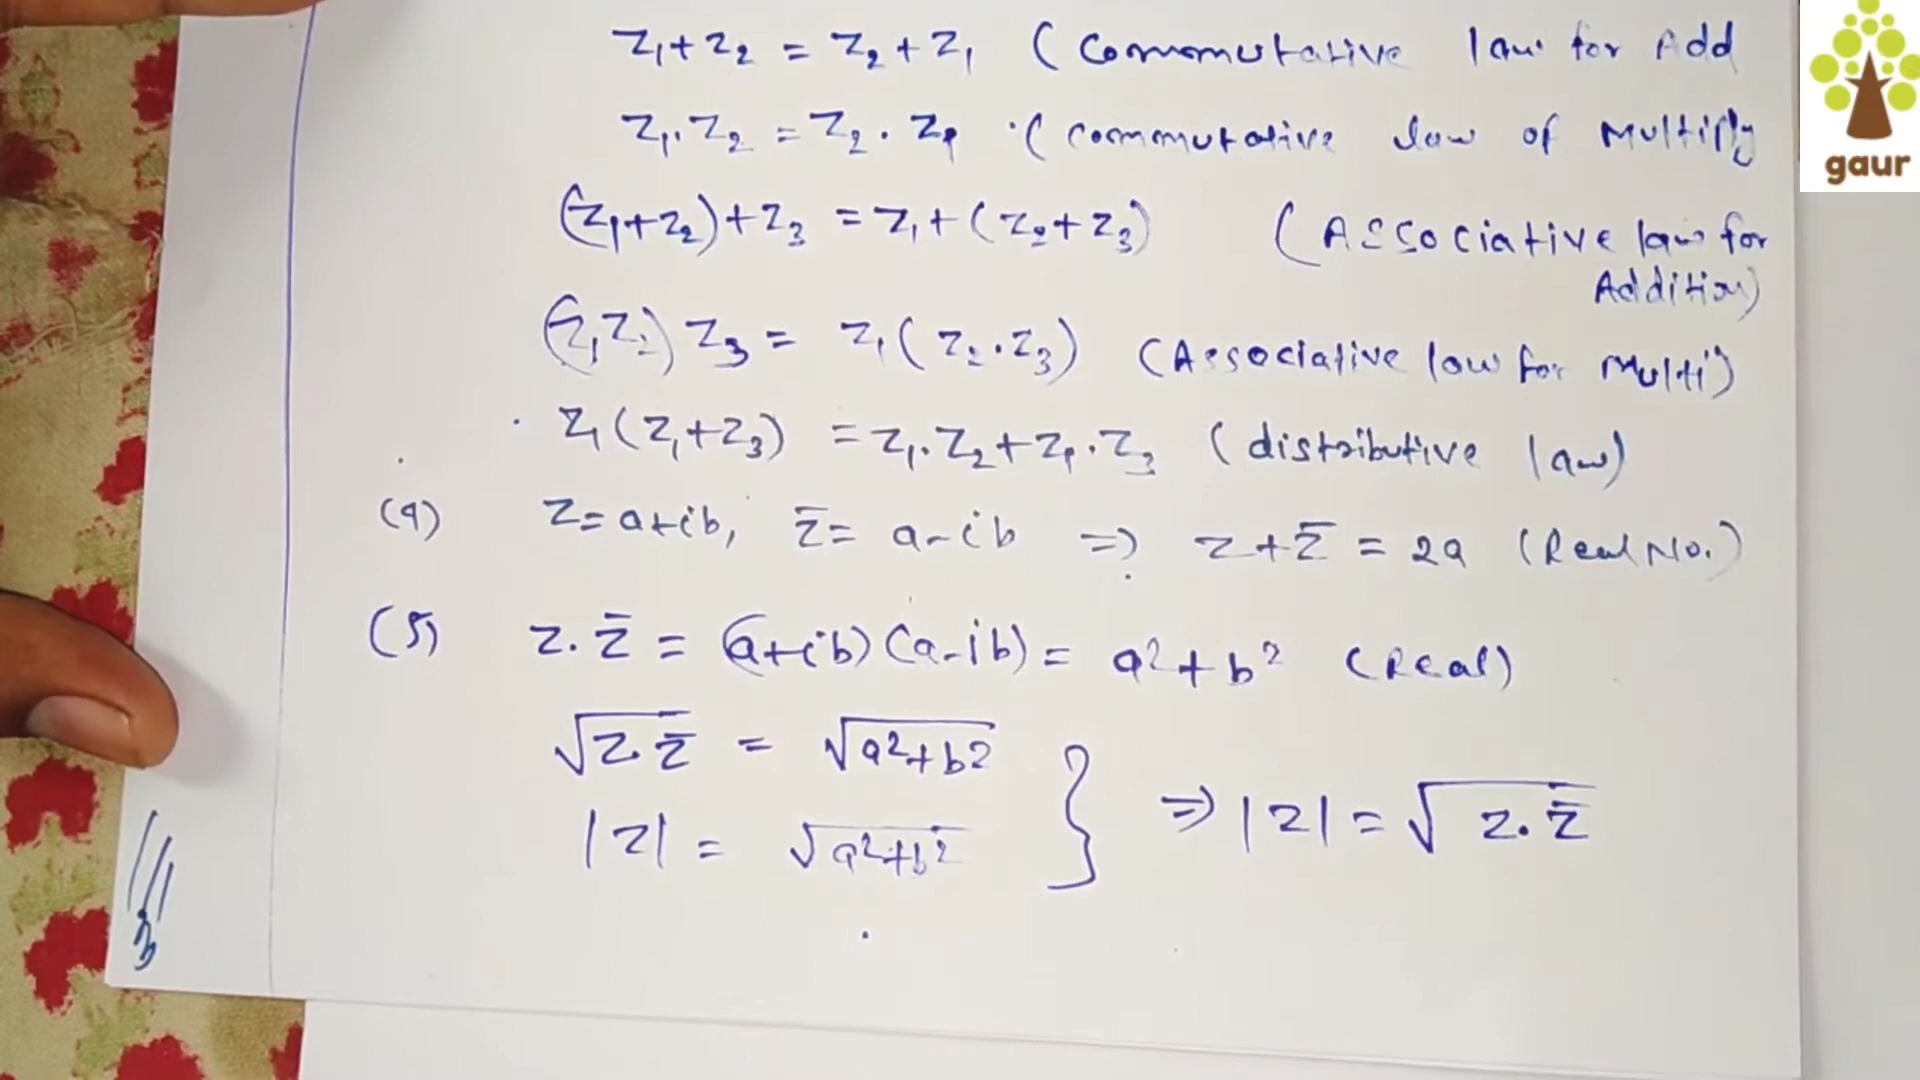 z₁+z₂ = z₂+z₁ (Commutative law for Add
z₁.z₂ = z₂.z₁ (Commutative law of Multiply
(z₁+z₂)+z₃ = z₁+(z₂+z₃) (Associative law for
Addition)
(z₁z₂) z₃ = z₁(z₂.z₃) (Associative law for Multi)
z₁(z₁+z₃) = z₁.z₂+z₁.z₃ (distributive law)
(4) z=a+ib, z̄= a-ib ⇒ z+z̄ = 2a (Real No.)
(5) z.z̄ = (a+ib)(a-ib) = a²+b² (Real)
√z.z̄ = √a²+b²
|z| = √a²+b² } ⇒ |z| = √z.z̄
3
gaur